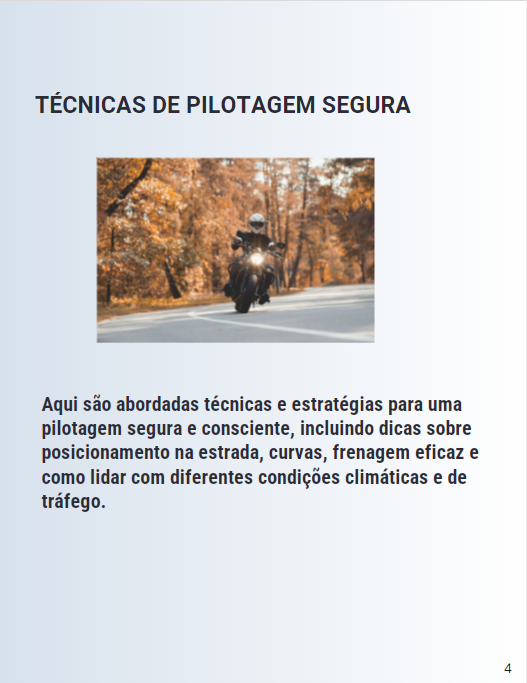 TÉCNICAS DE PILOTAGEM SEGURA
Aqui são abordadas técnicas e estratégias para uma
pilotagem segura e consciente, incluindo dicas sobre
posicionamento na estrada, curvas, frenagem eficaz e
como lidar com diferentes condições climáticas e de
tráfego.
4